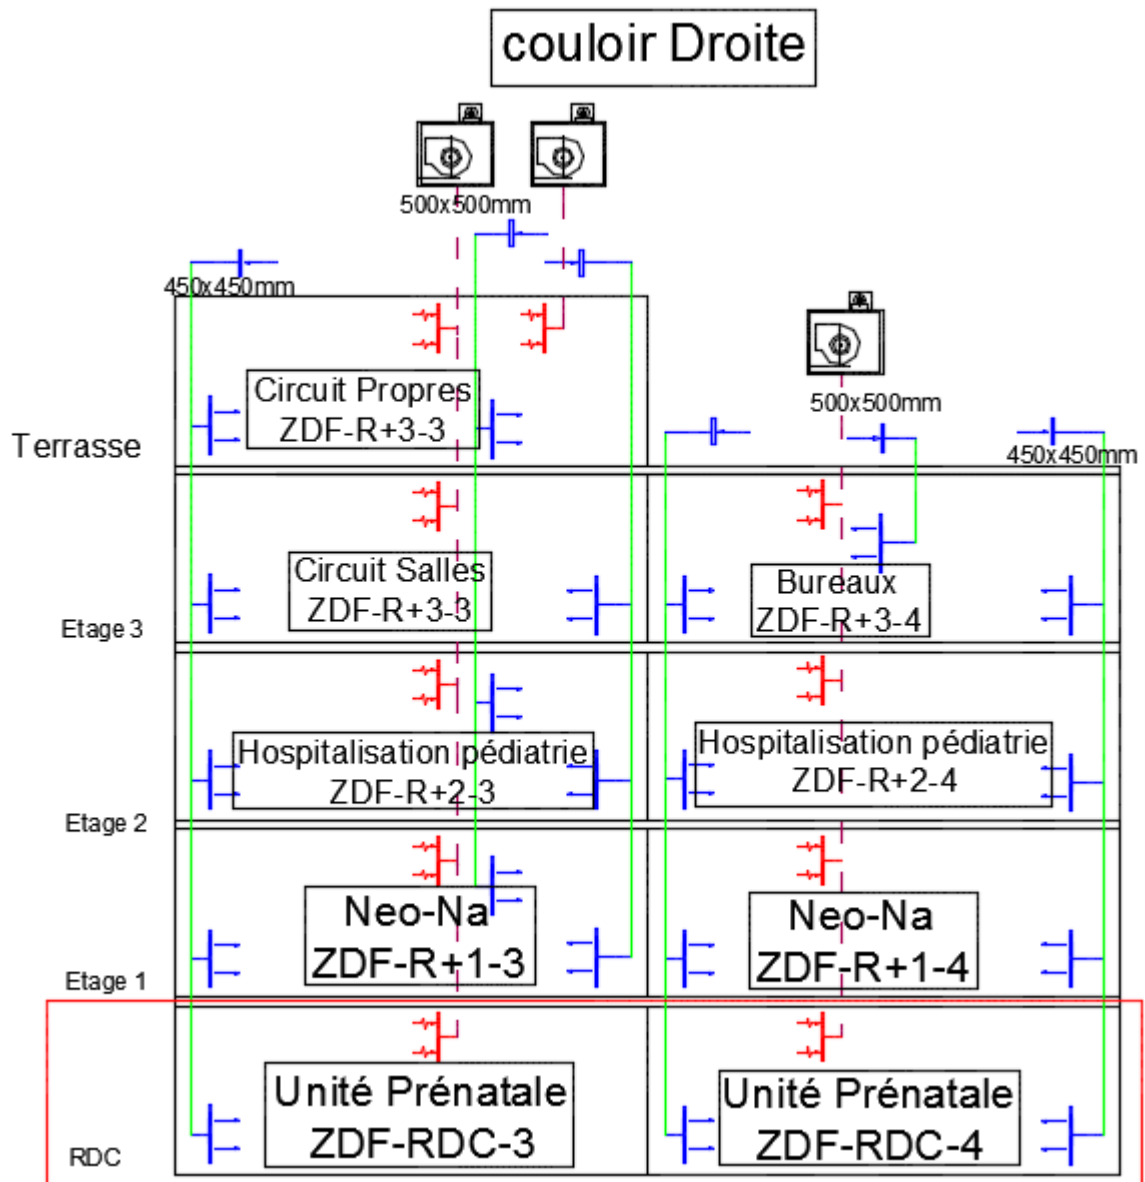 couloir Droite
500x500mm
450x450mm
Circuit Propres
ZDF-R+3-3
500x500mm
Terrasse
450x450mm
Circuit Salles
ZDF-R+3-3
Bureaux
ZDF-R+3-4
Etage 3
Hospitalisation pédiatrie
ZDF-R+2-3
Hospitalisation pédiatrie
ZDF-R+2-4
Etage 2
Neo-Na
ZDF-R+1-3
Neo-Na
ZDF-R+1-4
Etage 1
Unité Prénatale
ZDF-RDC-3
Unité Prénatale
ZDF-RDC-4
RDC